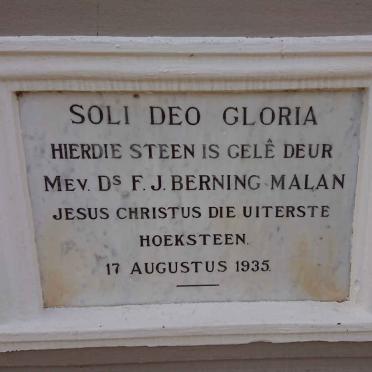 SOLI DEO GLORIA
HIERDIE STEEN IS GELÊ DEUR
MEV. DS F. J. BERNING MALAN
JESUS CHRISTUS DIE UITERSTE
HOEKSTEEN.
17 AUGUSTUS 1935.